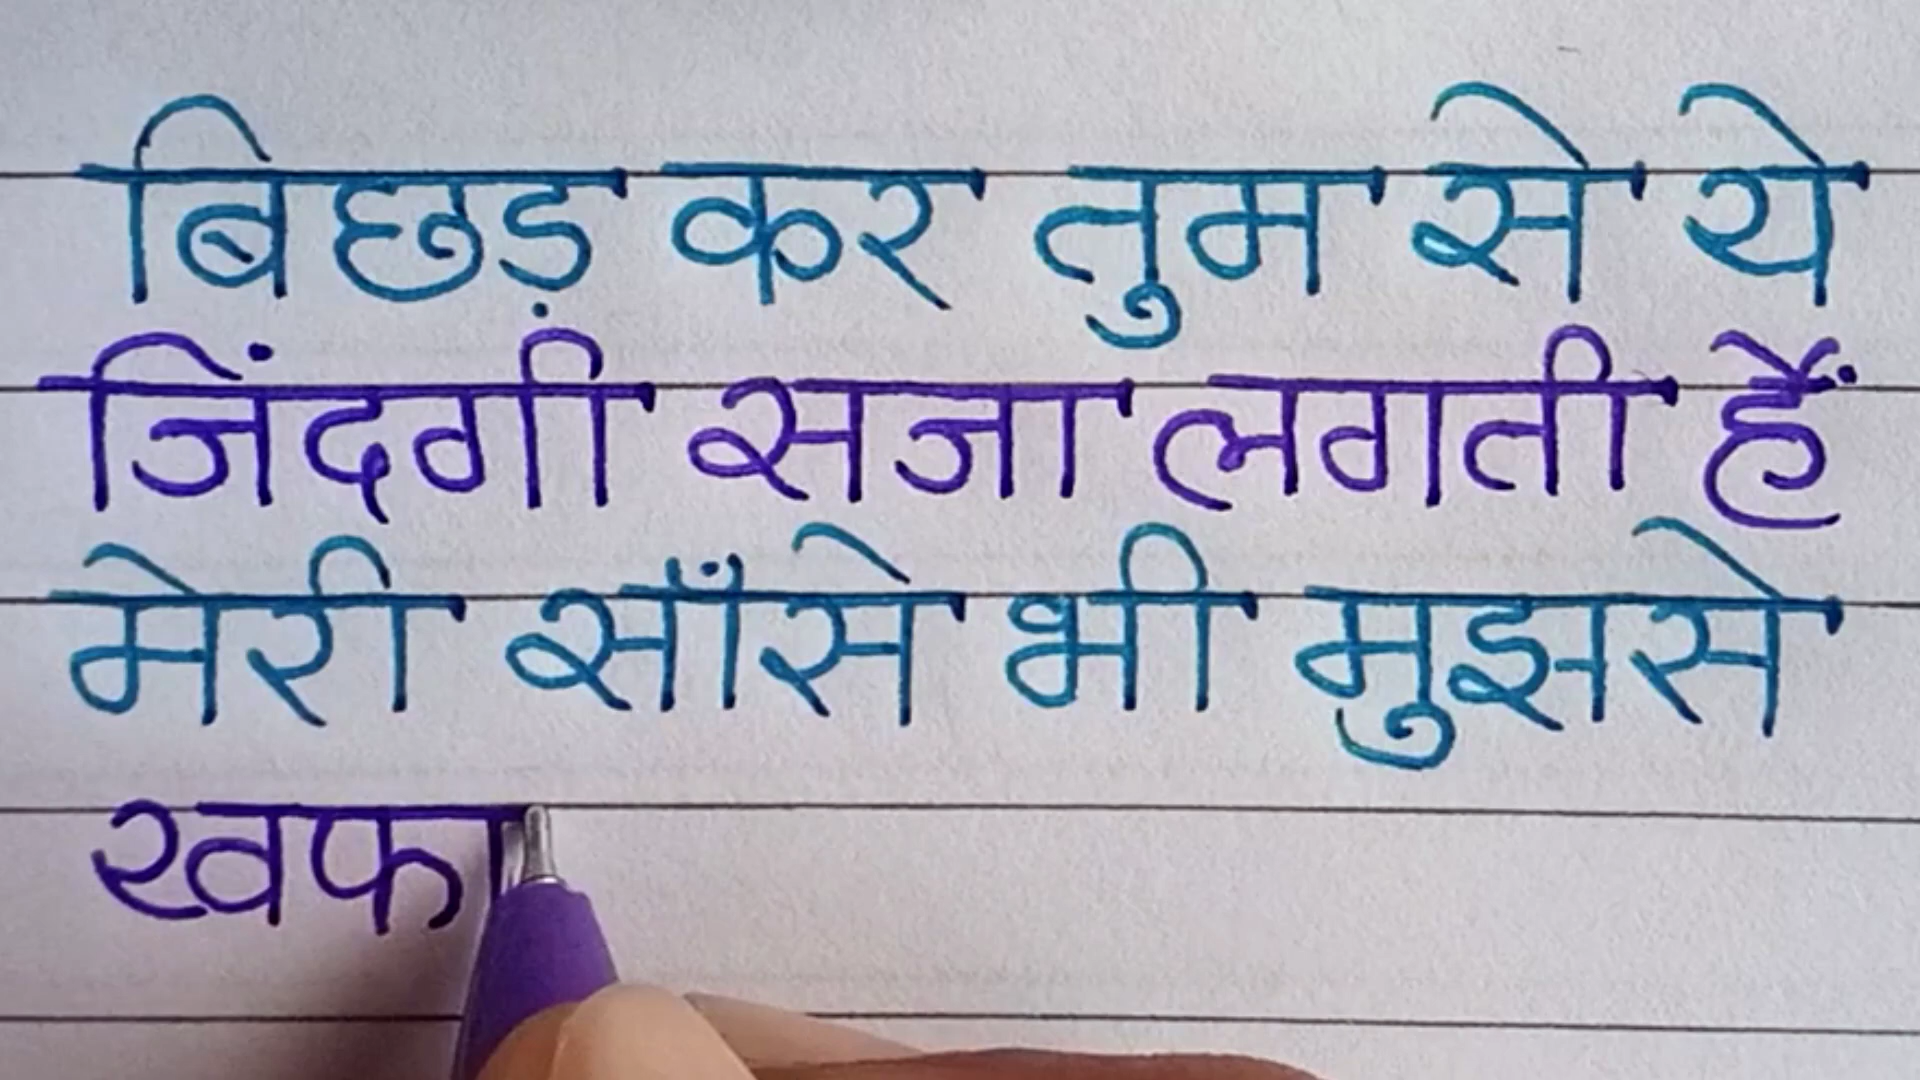 बिछड़ कर तुम से ये
जिंदगी सजा लगती हैं
मेरी साँसे भी मुझसे
खफा